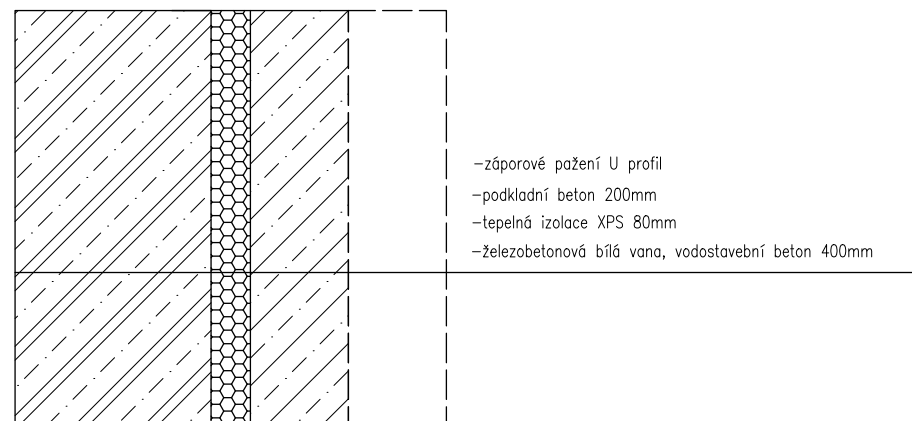 -záporové pažení U profil
-podkladní beton 200mm
-tepelná izolace XPS 80mm
-železobetonová bílá vana, vodostavební beton 400mm